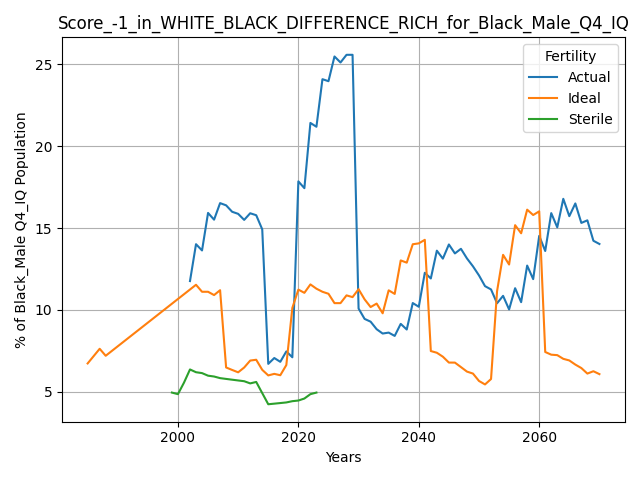 Score_-1_in_WHITE_BLACK_DIFFERENCE_RICH_for_Black_Male_Q4_IQ
Fertility
Actual
Ideal
Sterile
% of Black_Male Q4_IQ Population
25
20
15
10
5
2000
2020
2040
2060
Years